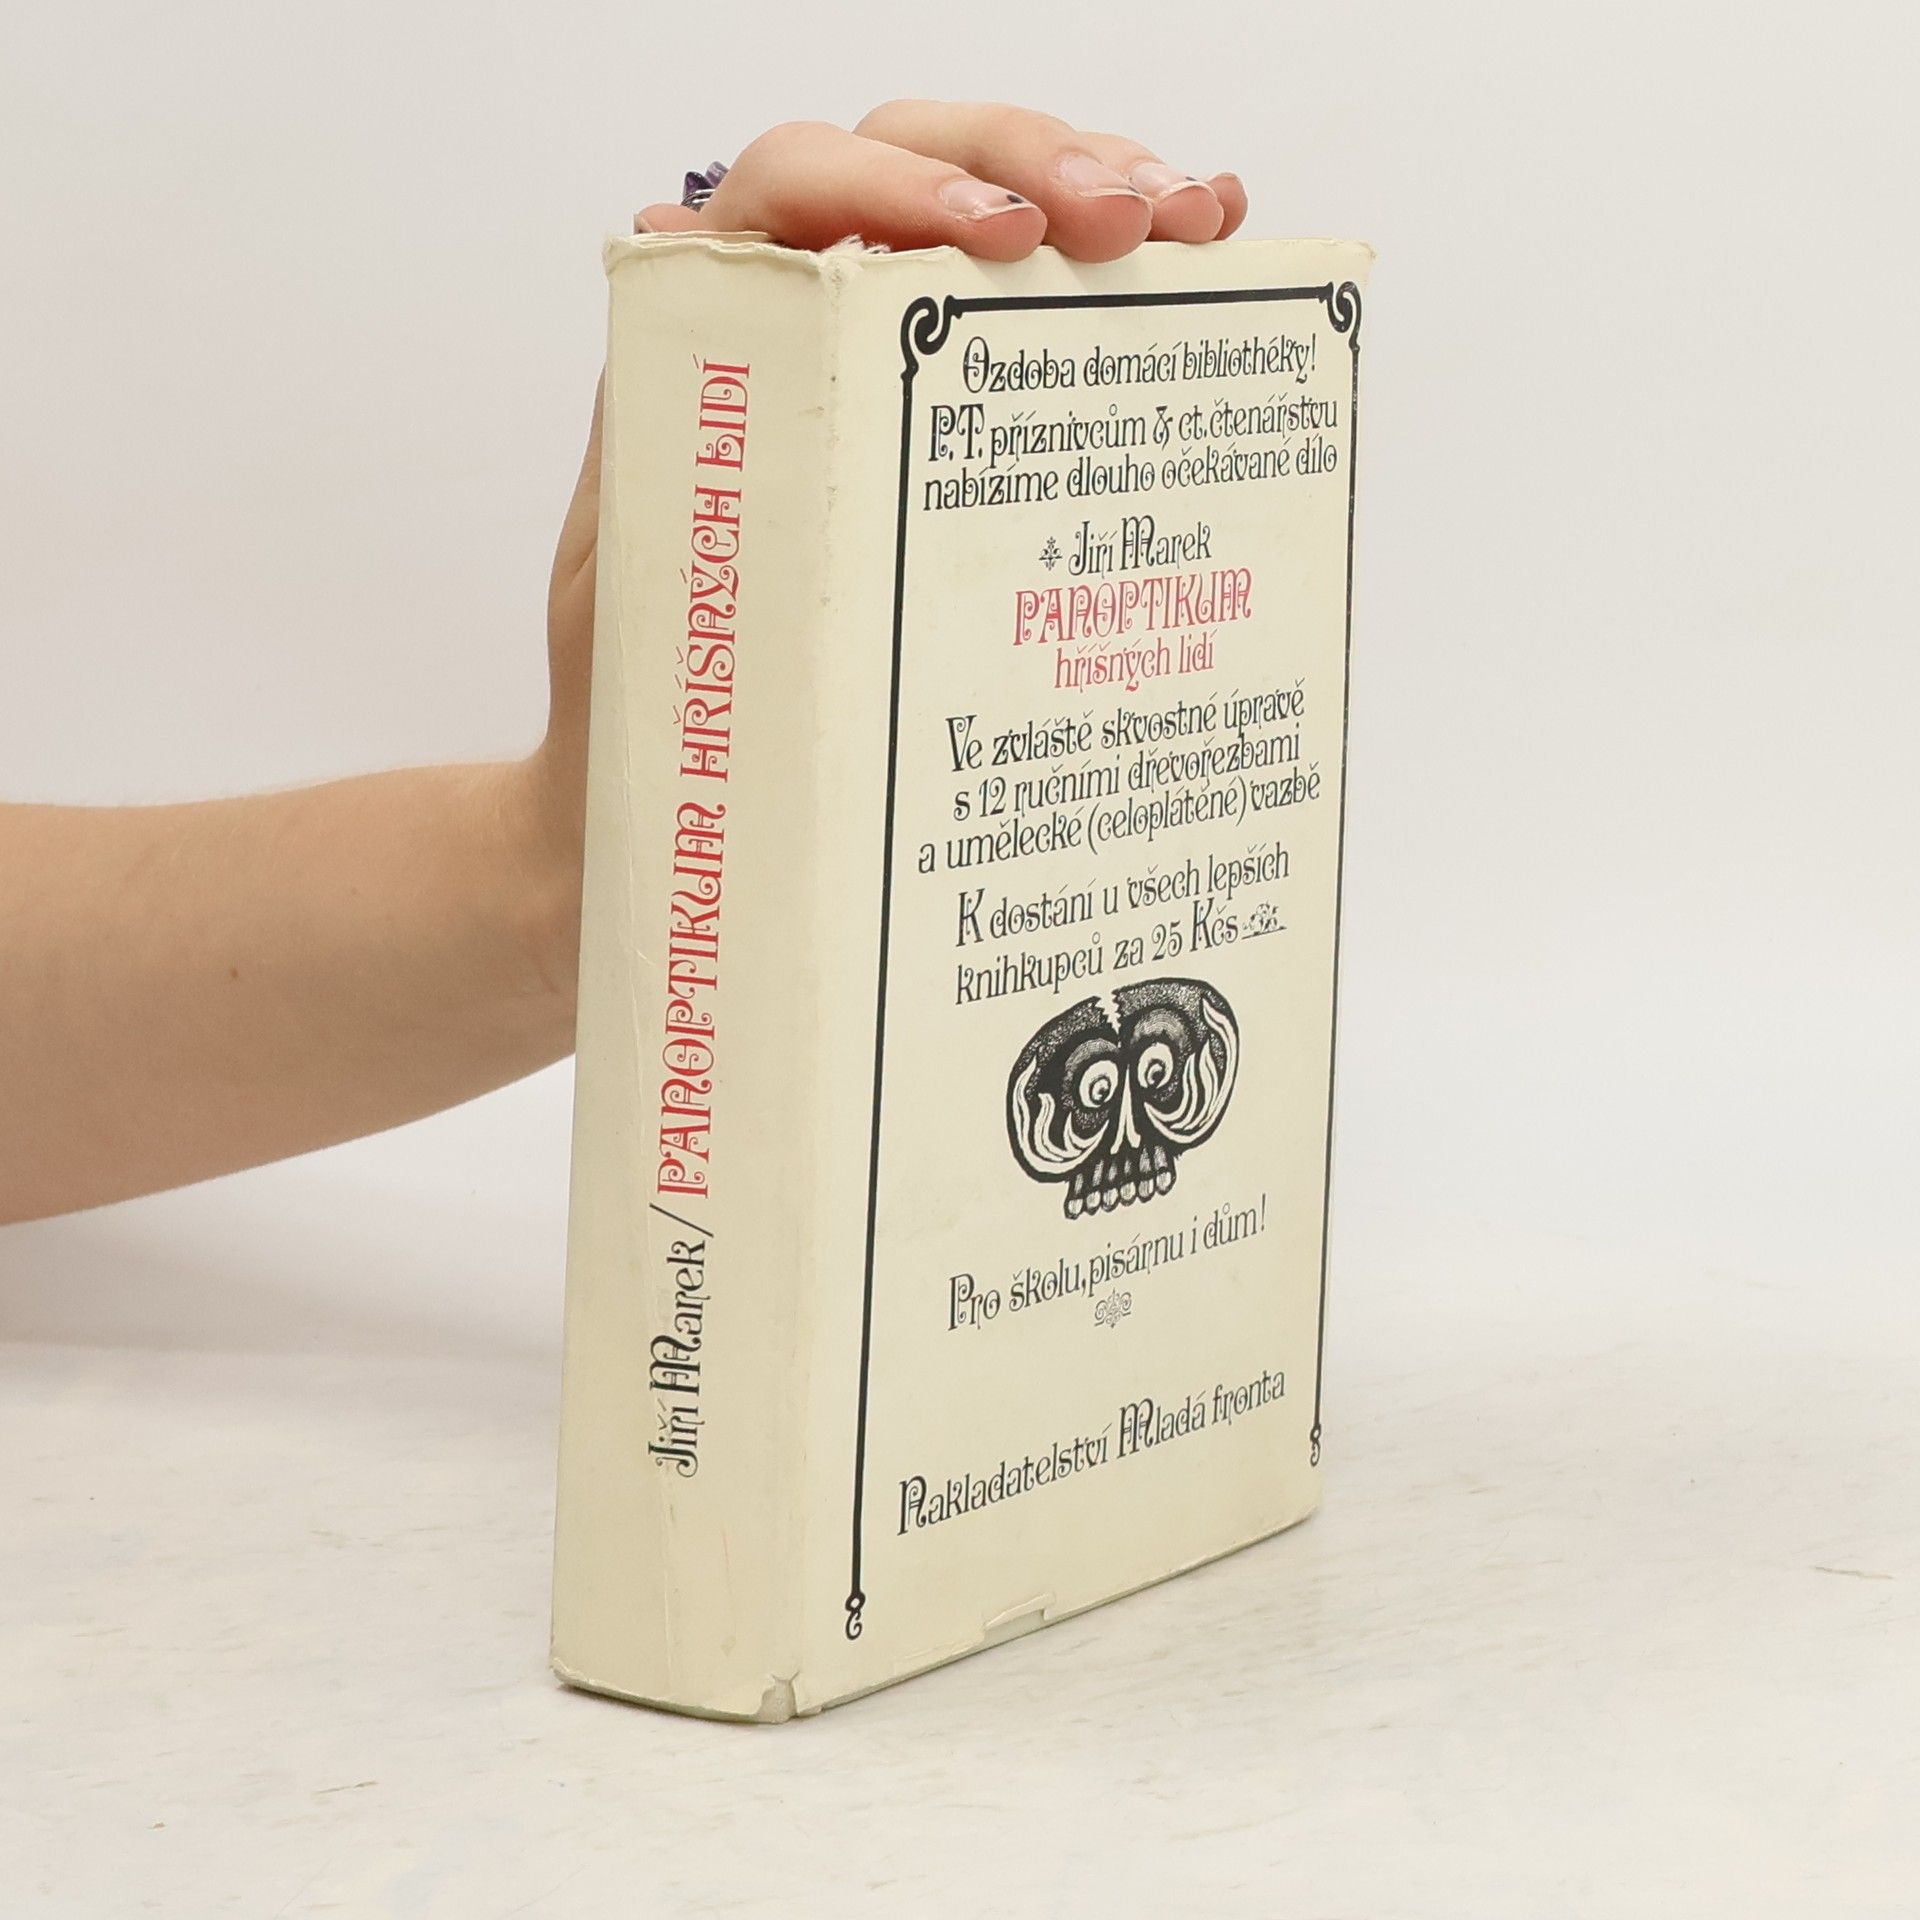 Jiří Marek / PANOPTIKUM HŘÍŠNÝCH LIDÍ
Ozdoba domácí bibliothéky!
P.T. příznivcům & ct. čtenářstvu
nabízíme dlouho očekávané dílo
Jiří Marek
PANOPTIKUM
hříšných lidí
Ve zvláště skvostné úpravě
s 12 ručními dřevořezbami
a umělecké (celoplátěné) vazbě
K dostání u všech lepších
knihkupců za 25 Kčs
Pro školu, pisárnu i dům!
Nakladatelství Mladá fronta